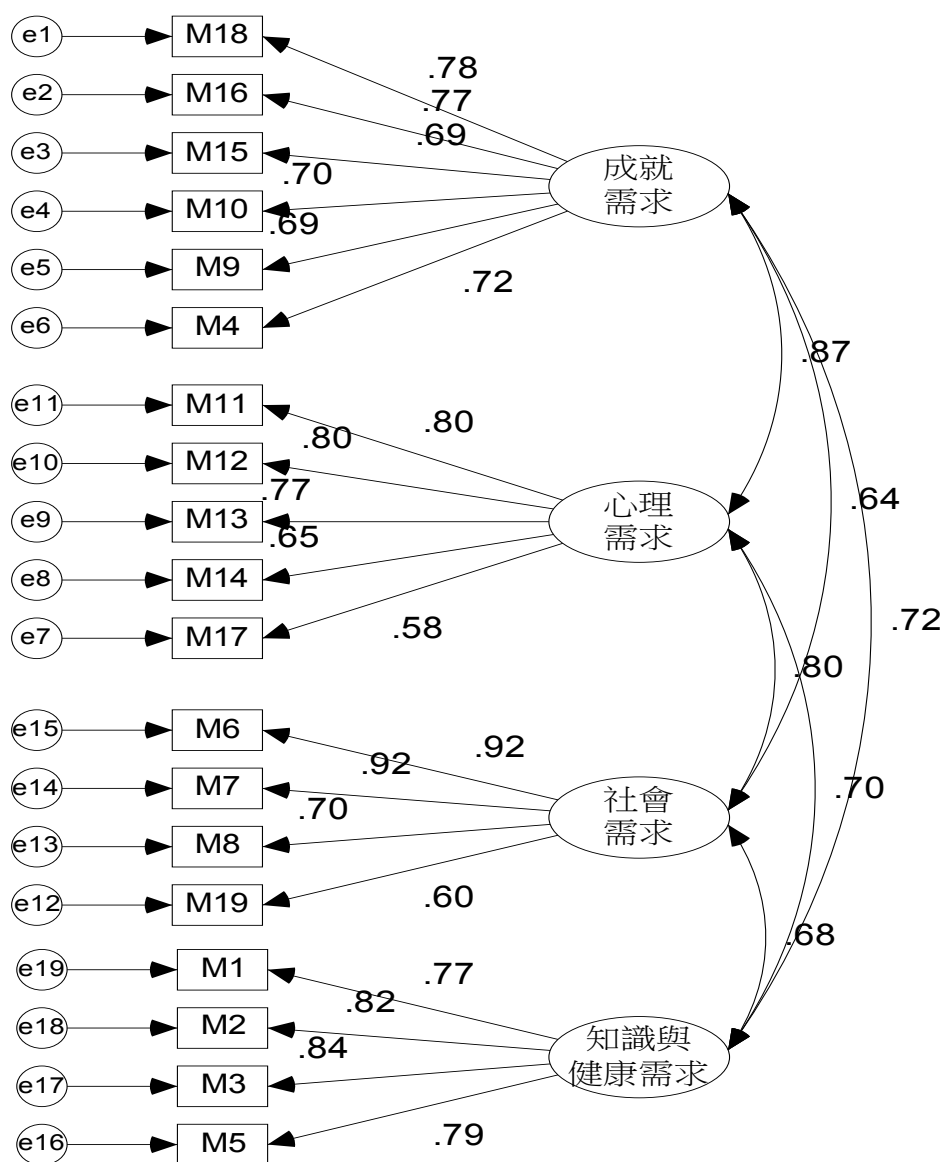 e1 M18
.78
e2 M16
.77
.69
e3 M15
.70
成就
需求
e4 M10
.69
e5 M9
.72
e6 M4
.87
e11 M11
.80
.80
e10 M12
.77
心理
需求
.64
e9 M13
.65
e8 M14
.72
e7 M17
.58
.80
e15 M6
.92
.92
e14 M7
.70
社會
需求
.70
e13 M8
e12 M19
.60
.68
e19 M1
.77
.82
e18 M2
.84
知識與
健康需求
e17 M3
e16 M5
.79